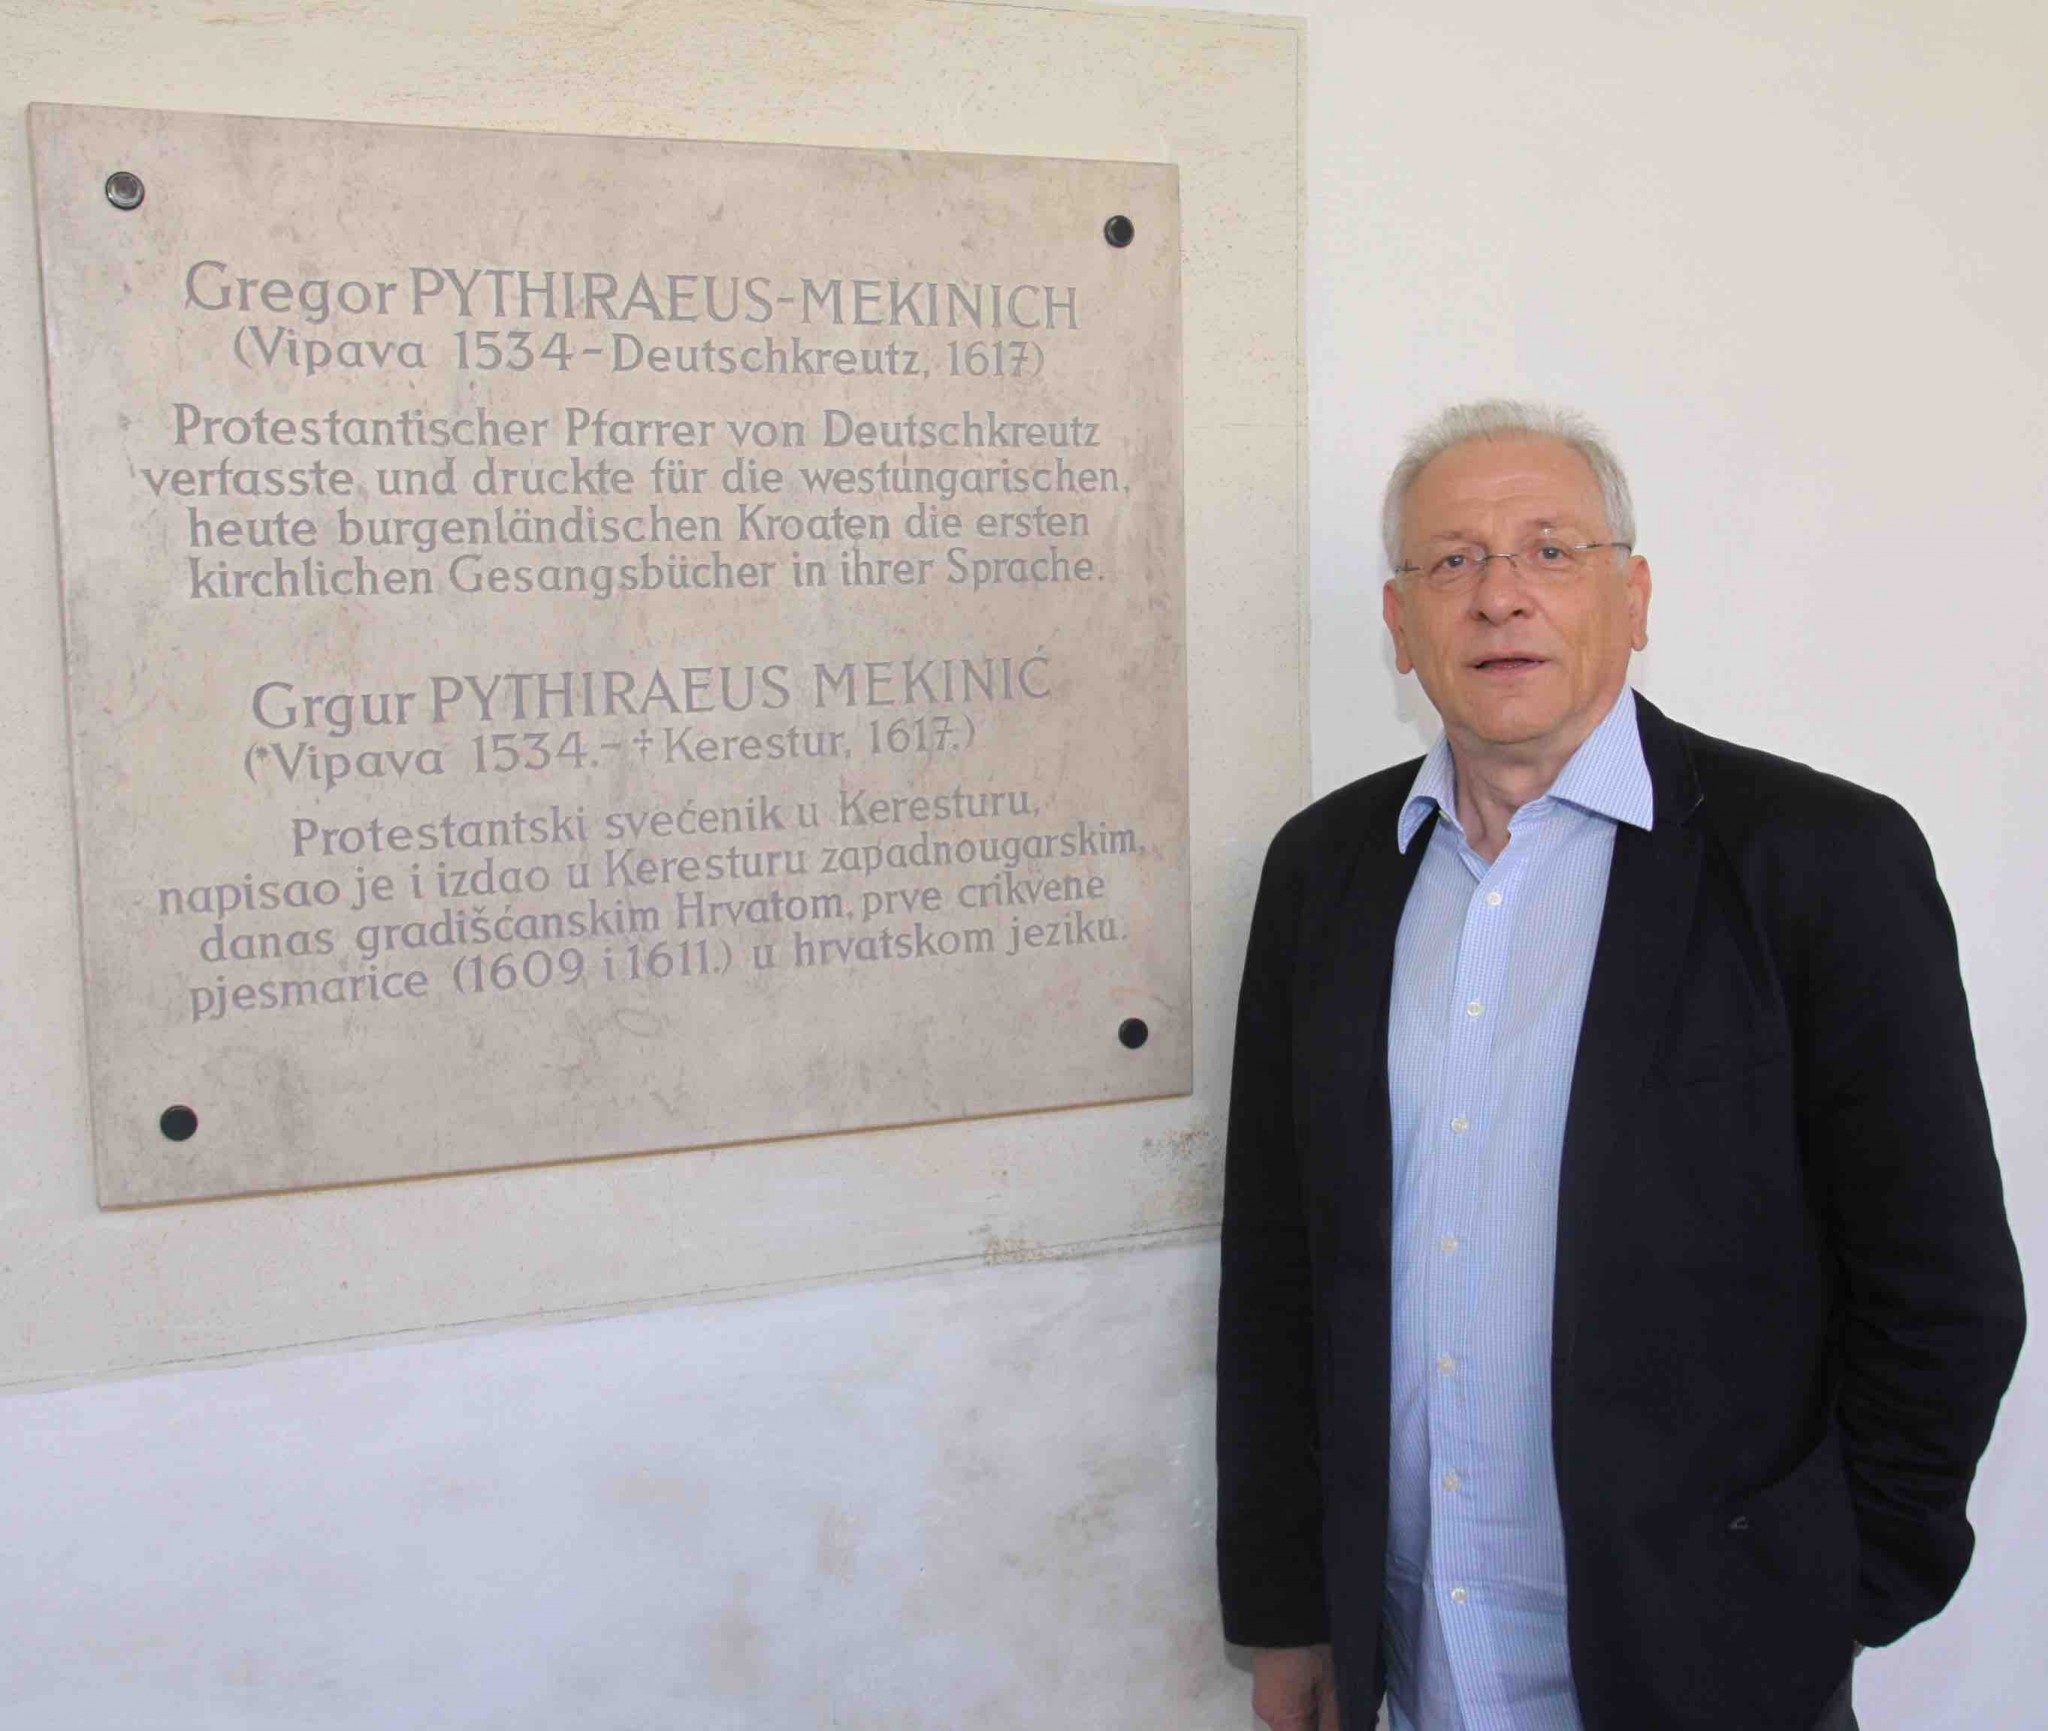 Gregor PYTHIRAEUS-MEKINICH
(Vipava 1534-Deutschkreutz, 1617)
Protestantischer Pfarrer von Deutschkreutz
verfasste und druckte für die westungarischen,
heute burgenländischen Kroaten die ersten
kirchlichen Gesangsbücher in ihrer Sprache.
Grgur PYTHIRAEUS MEKINIĆ
(*Vipava 1534.-†Kerestur, 1617.)
Protestantski svećenik u Keresturu,
napisao je i izdao u Keresturu zapadnougarskim,
danas gradišćanskim Hrvatom, prve crikvene
pjesmarice (1609 i 1611.) u hrvatskom jeziku.